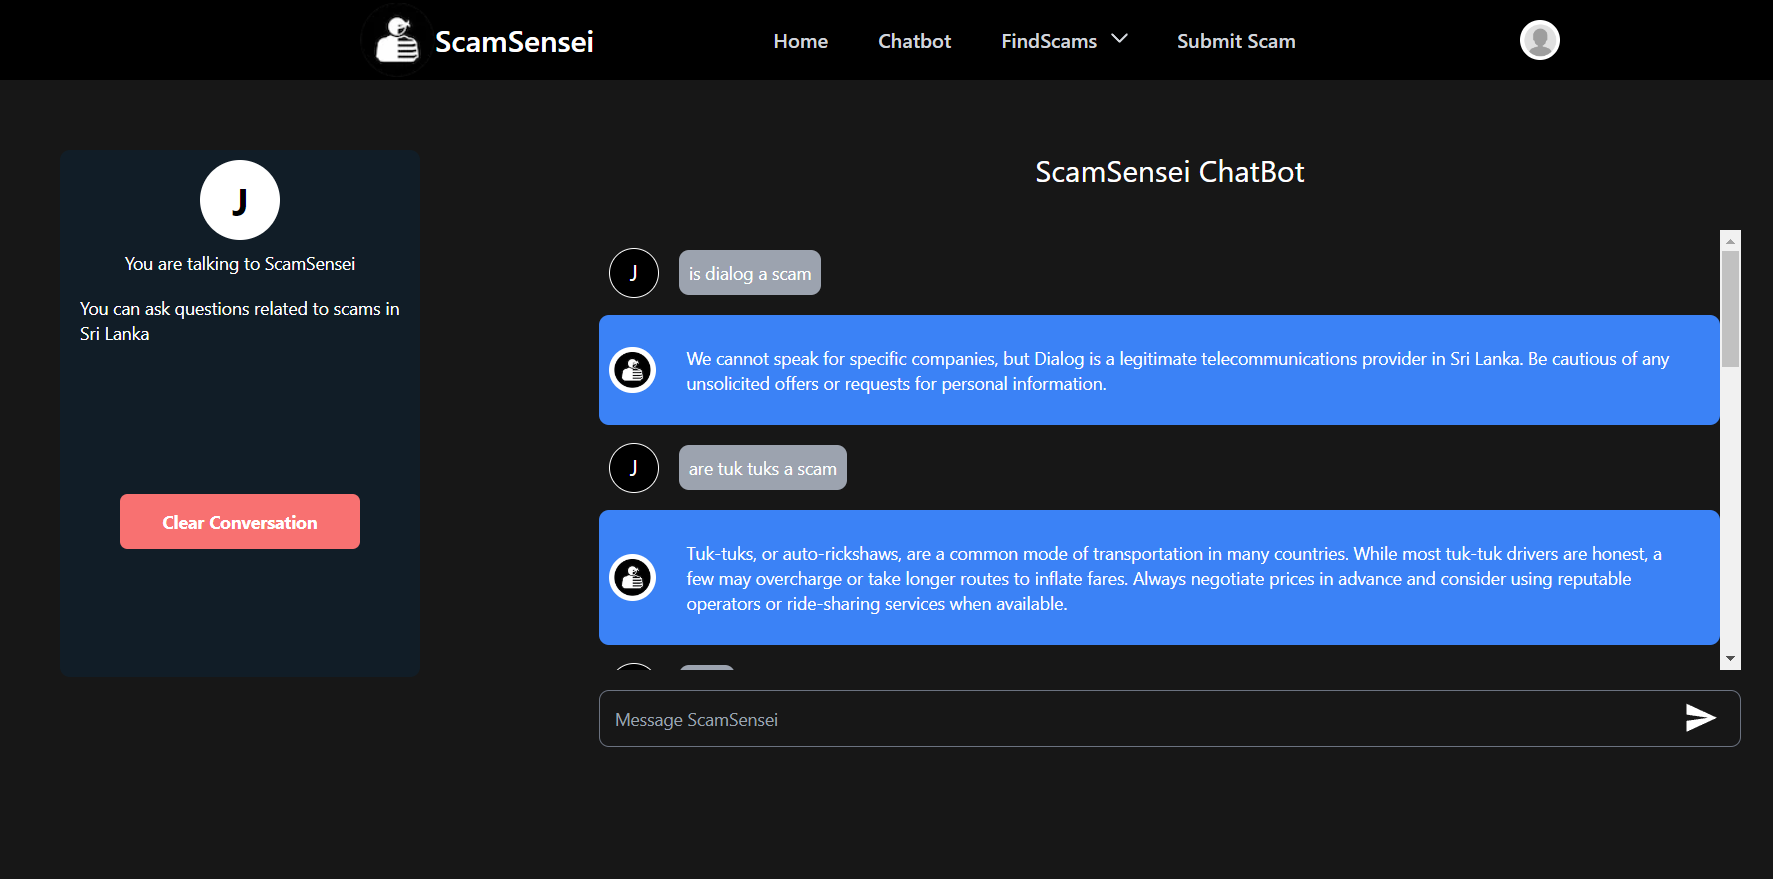 ScamSensei
Home
Chatbot
FindScams
Submit Scam
J
You are talking to ScamSensei
You can ask questions related to scams in
Sri Lanka
Clear Conversation
ScamSensei ChatBot
J
is dialog a scam
We cannot speak for specific companies, but Dialog is a legitimate telecommunications provider in Sri Lanka. Be cautious of any
unsolicited offers or requests for personal information.
J
are tuk tuks a scam
Tuk-tuks, or auto-rickshaws, are a common mode of transportation in many countries. While most tuk-tuk drivers are honest, a
few may overcharge or take longer routes to inflate fares. Always negotiate prices in advance and consider using reputable
operators or ride-sharing services when available.
Message ScamSensei